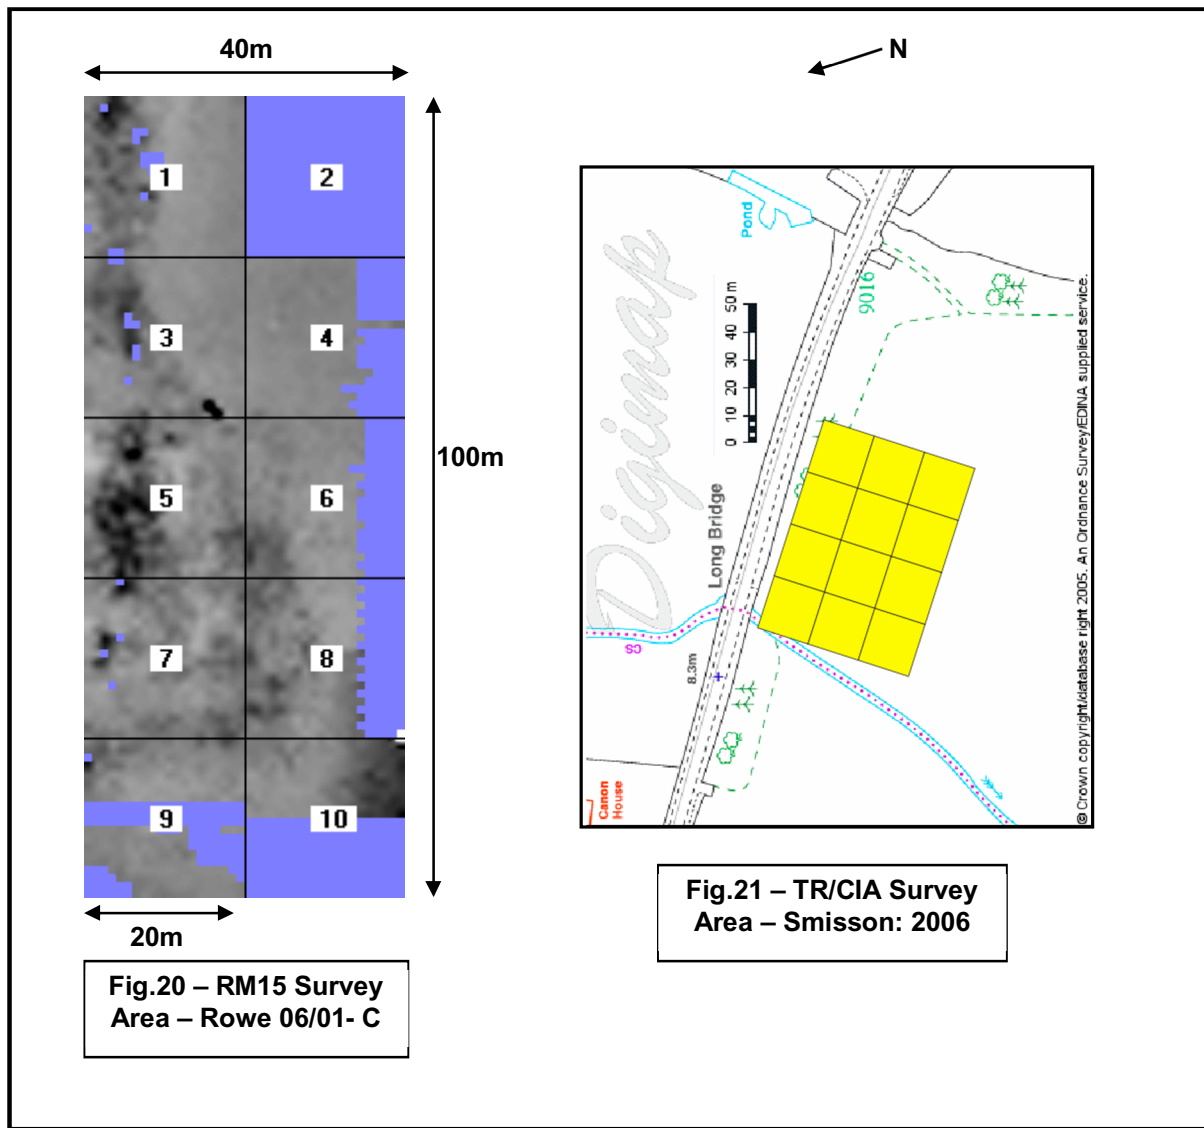 40m
N
1
2
3
4
5
6
7
8
9
10
100m
20m
Fig.20 – RM15 Survey
Area – Rowe 06/01- C
Pond
Digimap
0 10 20 30 40 50 m
9016
Long Bridge
CS
8.3m
Canon
House
© Crown copyright/database right 2005. An Ordnance Survey/EDINA supplied service.
Fig.21 – TR/CIA Survey
Area – Smisson: 2006